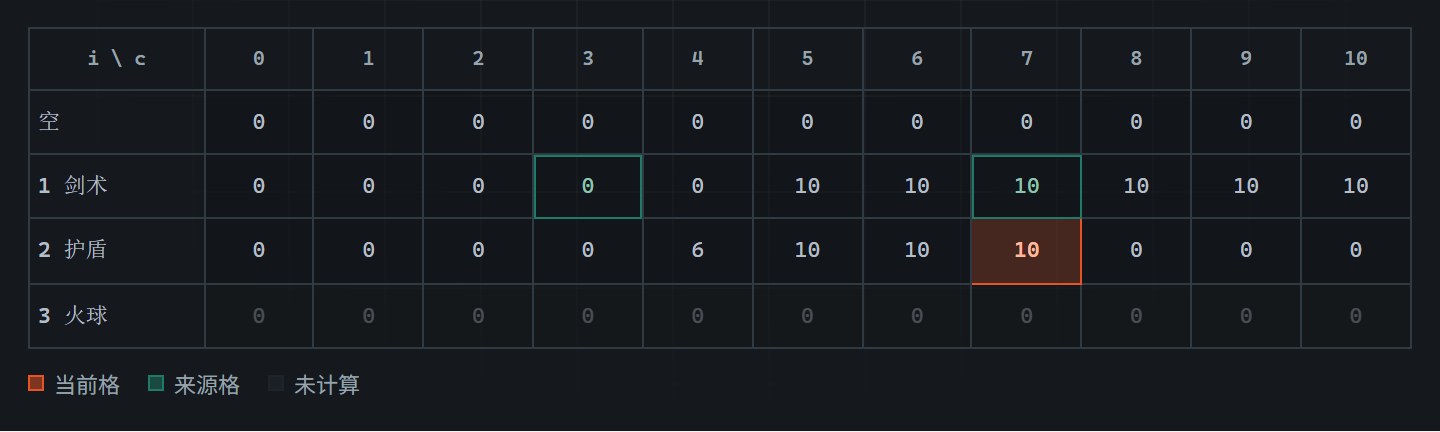 i \ c 0 1 2 3 4 5 6 7 8 9 10
空 0 0 0 0 0 0 0 0 0 0 0
1 剑术 0 0 0 0 0 10 10 10 10 10 10
2 护盾 0 0 0 0 6 10 10 10 0 0 0
3 火球 0 0 0 0 0 0 0 0 0 0 0
当前格 来源格 未计算